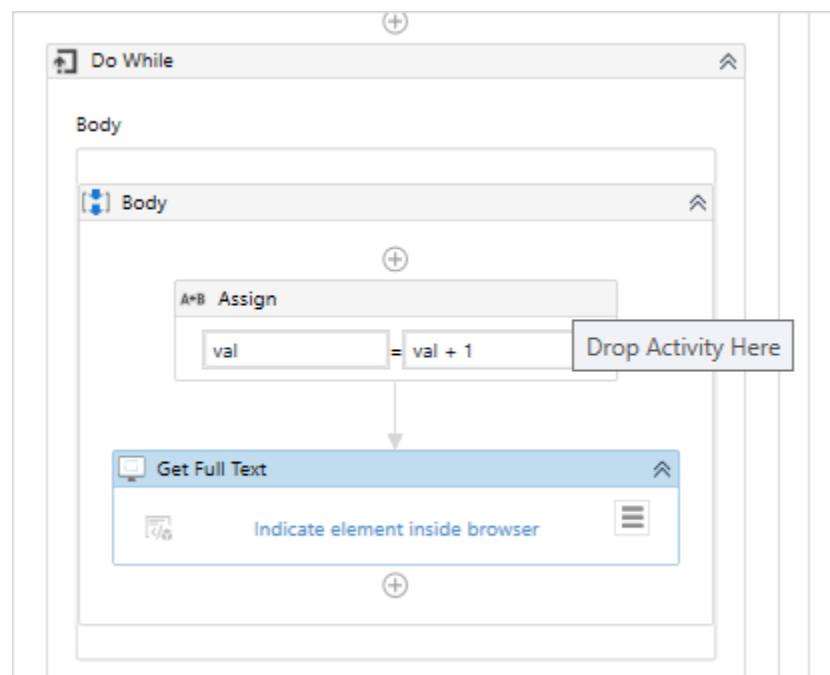 Do While
Body
Body
A+B Assign
val = val + 1
Drop Activity Here
Get Full Text
Indicate element inside browser